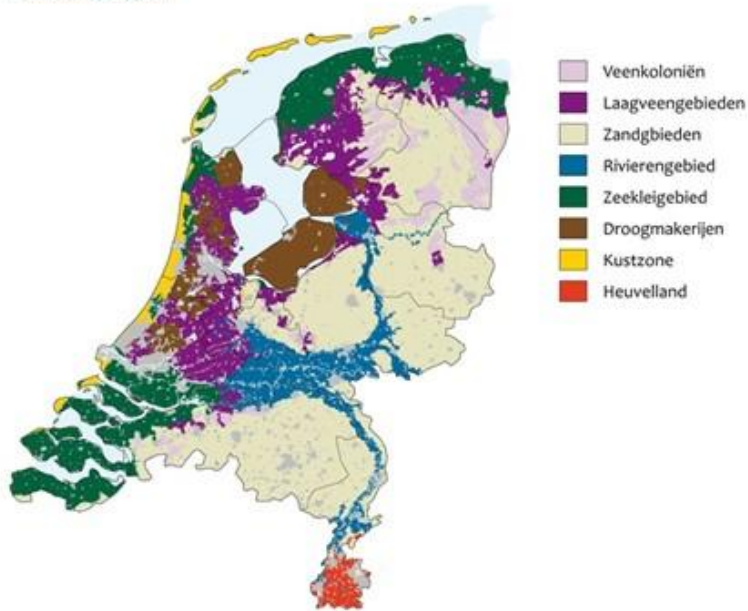 Veenkoloniën
Laagveengebieden
Zandgbieden
Rivierengebied
Zeekleigebied
Droogmakerijen
Kustzone
Heuvelland